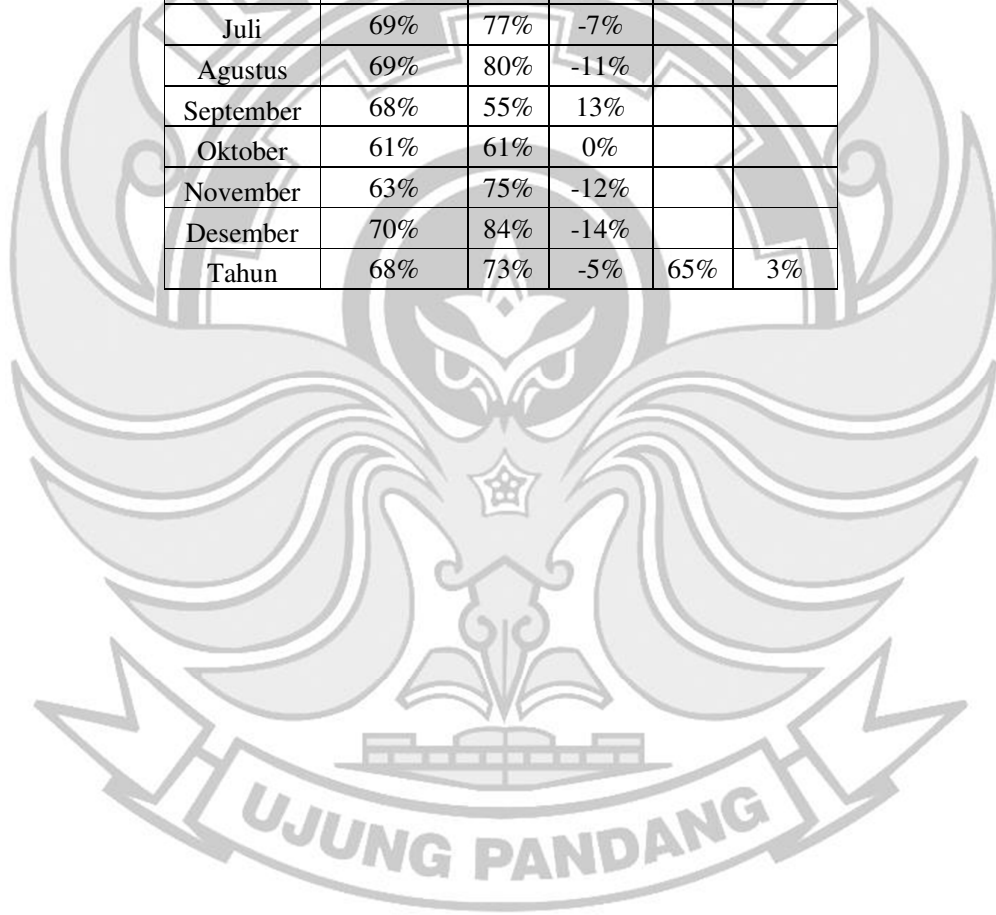 Juli 69% 77% -7%
Agustus 69% 80% -11%
September 68% 55% 13%
Oktober 61% 61% 0%
November 63% 75% -12%
Desember 70% 84% -14%
Tahun 68% 73% -5% 65% 3%
UJUNG PANDANG